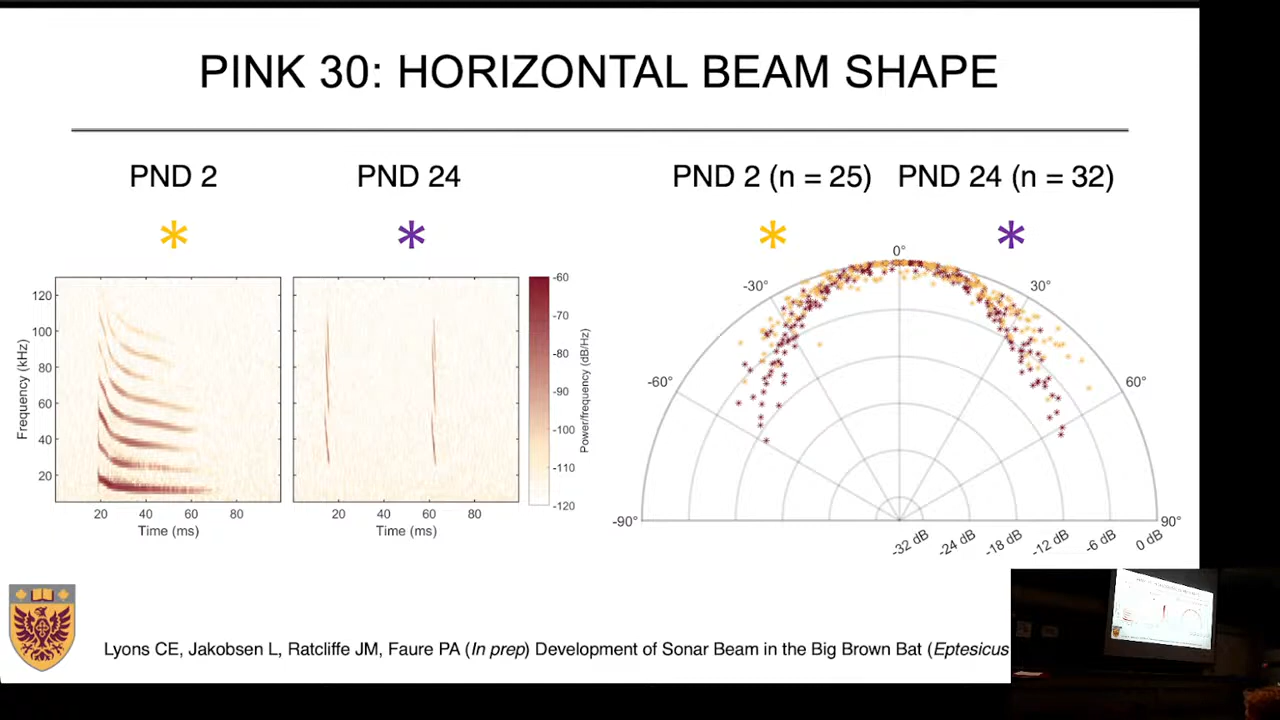 PINK 30: HORIZONTAL BEAM SHAPE
PND 2
PND 24
PND 2 (n = 25)
PND 24 (n = 32)
*
*
*
*
120
100
80
60
40
20
Frequency (kHz)
20
40
60
80
Time (ms)
20
40
60
80
Time (ms)
-60
-70
-80
-90
-100
-110
-120
Power/frequency (dB/Hz)
0°
-30°
30°
-60°
60°
-90°
90°
-32 dB
-24 dB
-18 dB
-12 dB
-6 dB
0 dB
Lyons CE, Jakobsen L, Ratcliffe JM, Faure PA (In prep) Development of Sonar Beam in the Big Brown Bat (Eptesicus